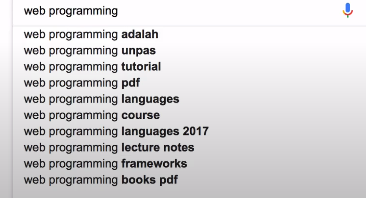 web programming
web programming adalah
web programming unpas
web programming tutorial
web programming pdf
web programming languages
web programming course
web programming languages 2017
web programming lecture notes
web programming frameworks
web programming books pdf